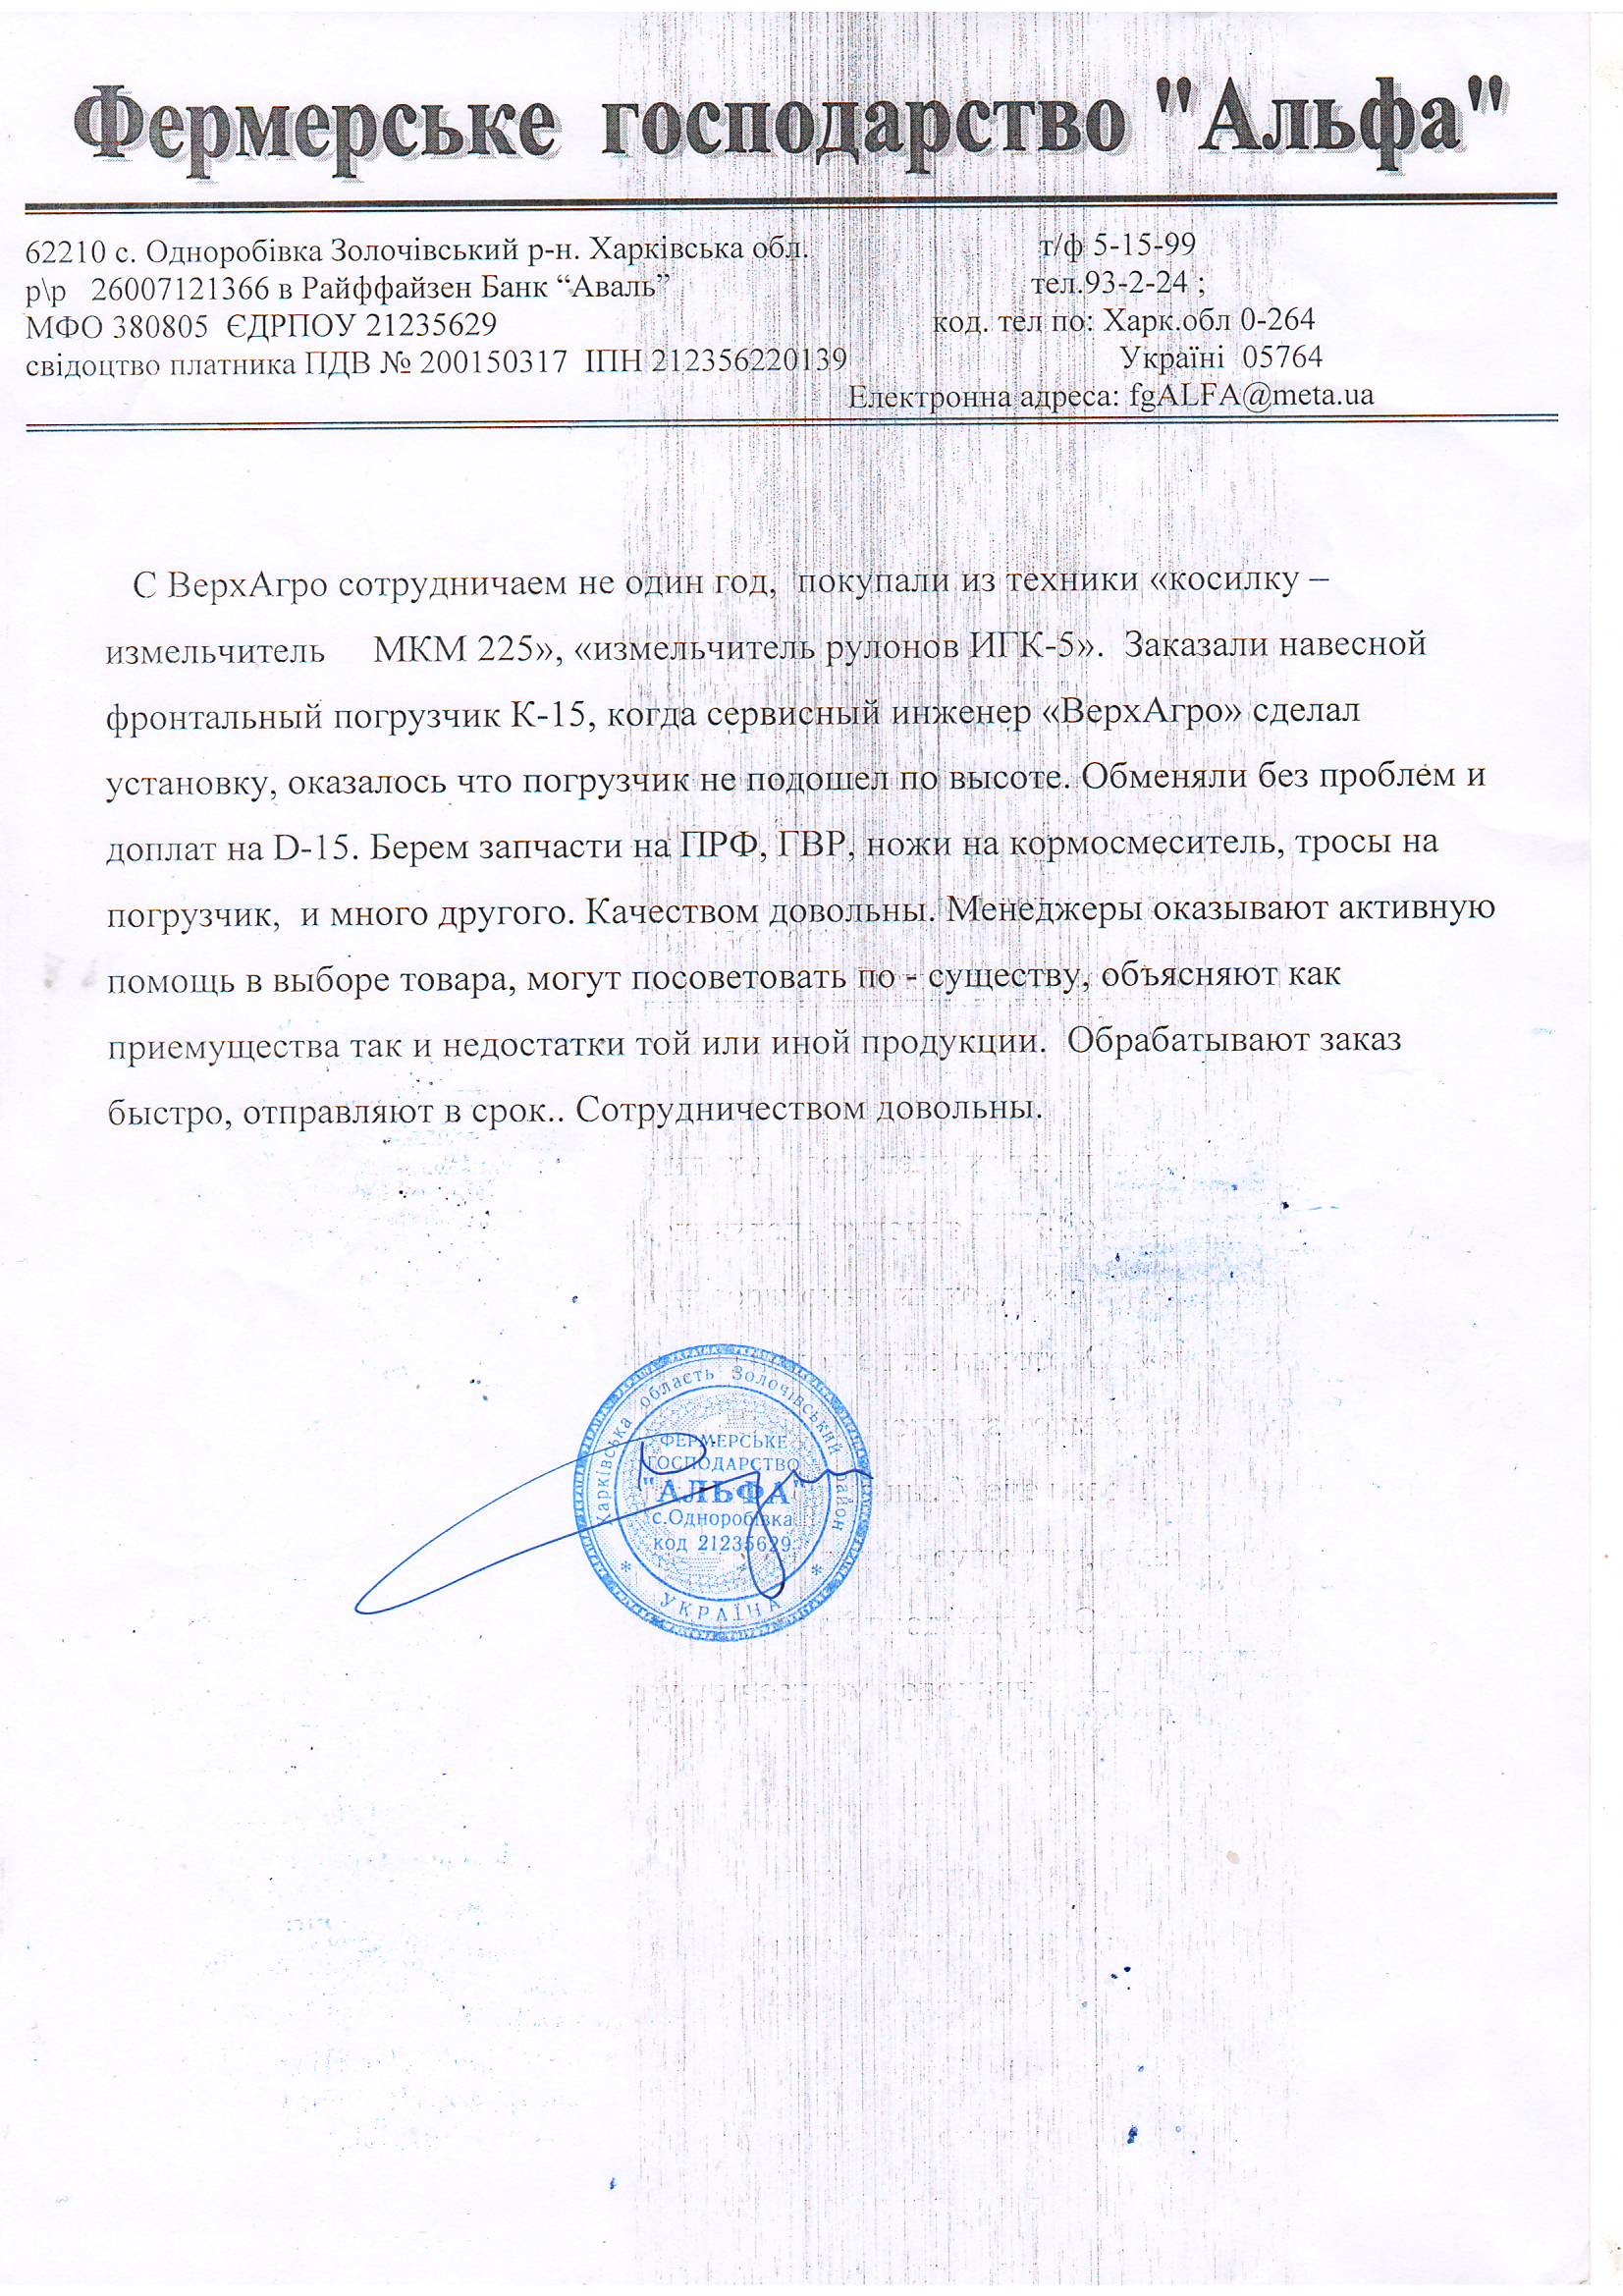 Фермерське господарство "Альфа"
62210 с. Одноробівка Золочівський р-н. Харківська обл.
т/ф 5-15-99
р\р 26007121366 в Райффайзен Банк “Аваль”
тел.93-2-24 ;
МФО 380805 ЄДРПОУ 21235629
код. тел по: Харк.обл 0-264
свідоцтво платника ПДВ № 200150317 ІПН 212356220139
Україні 05764
Електронна адреса: fgALFA@meta.ua
С ВерхАгро сотрудничаем не один год, покупали из техники «косилку –
измельчитель МКМ 225», «измельчитель рулонов ИГК-5». Заказали навесной
фронтальный погрузчик К-15, когда сервисный инженер «ВерхАгро» сделал
установку, оказалось что погрузчик не подошел по высоте. Обменяли без проблем и
доплат на D-15. Берем запчасти на ПРФ, ГВР, ножи на кормосмеситель, тросы на
погрузчик, и много другого. Качеством довольны. Менеджеры оказывают активную
помощь в выборе товара, могут посоветовать по - существу, объясняют как
приемущества так и недостатки той или иной продукции. Обрабатывают заказ
быстро, отправляют в срок.. Сотрудничеством довольны.
Харківська область Золочівський район
ФЕРМЕРСЬКЕ
ГОСПОДАРСТВО
"АЛЬФА"
с.Одноробівка
код 21235629
* УКРАЇНА *